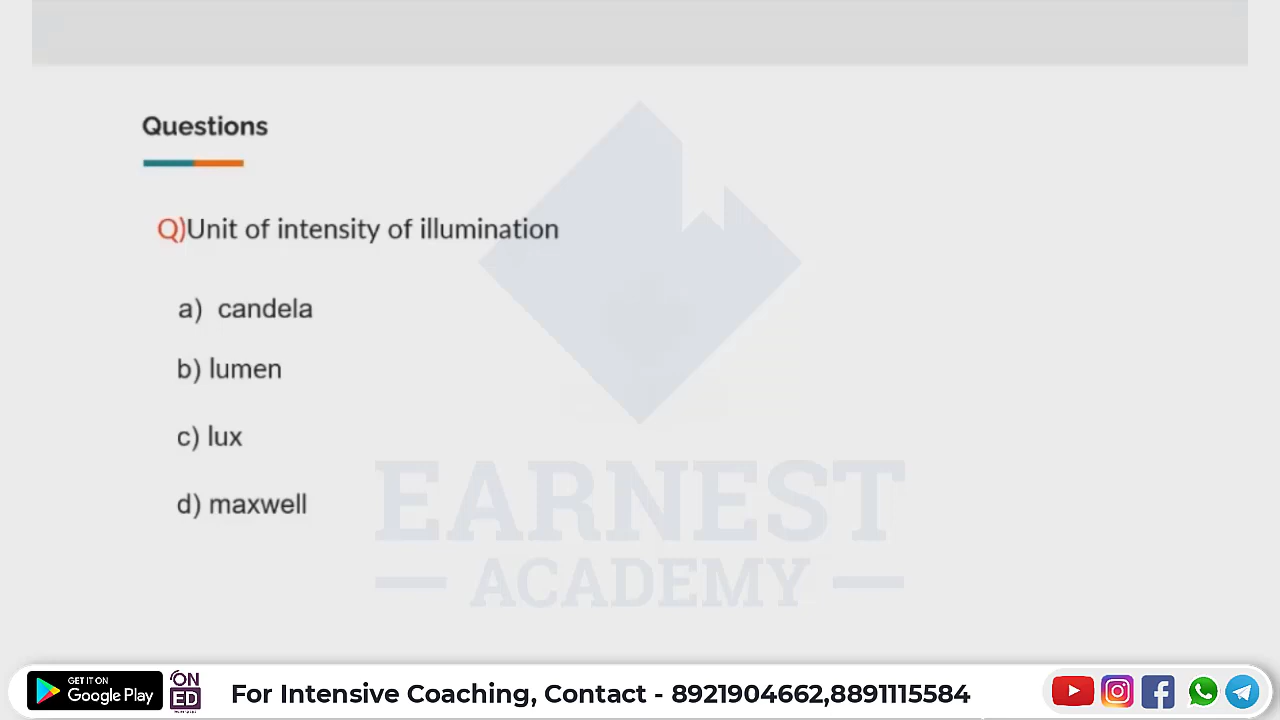 Questions
Q)Unit of intensity of illumination
a) candela
b) lumen
c) lux
d) maxwell
EARNEST
ACADEMY
GET IT ON
Google Play
ON
ED
For Intensive Coaching, Contact - 8921904662,8891115584